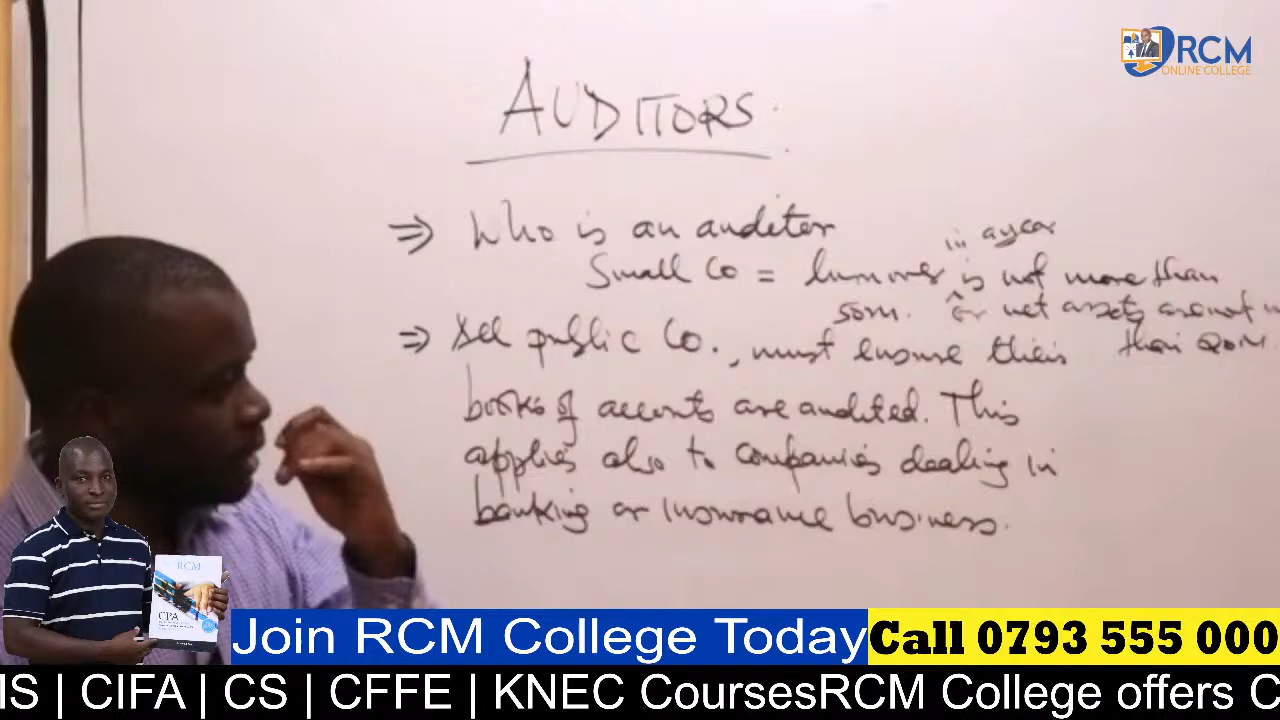 RCM
ONLINE COLLEGE
AUDITORS
⇒ Who is an auditor
in a year
Small Co = turnover is not more than
50m. or net assets are not
than 20M.
⇒ All public Co., must ensure their
books of accounts are audited. This
applies also to companies dealing in
banking or Insurance business.
RCM
CPA
Join RCM College Today
Call 0793 555 000
MS | CIFA | CS | CFFE | KNEC CoursesRCM College offers C